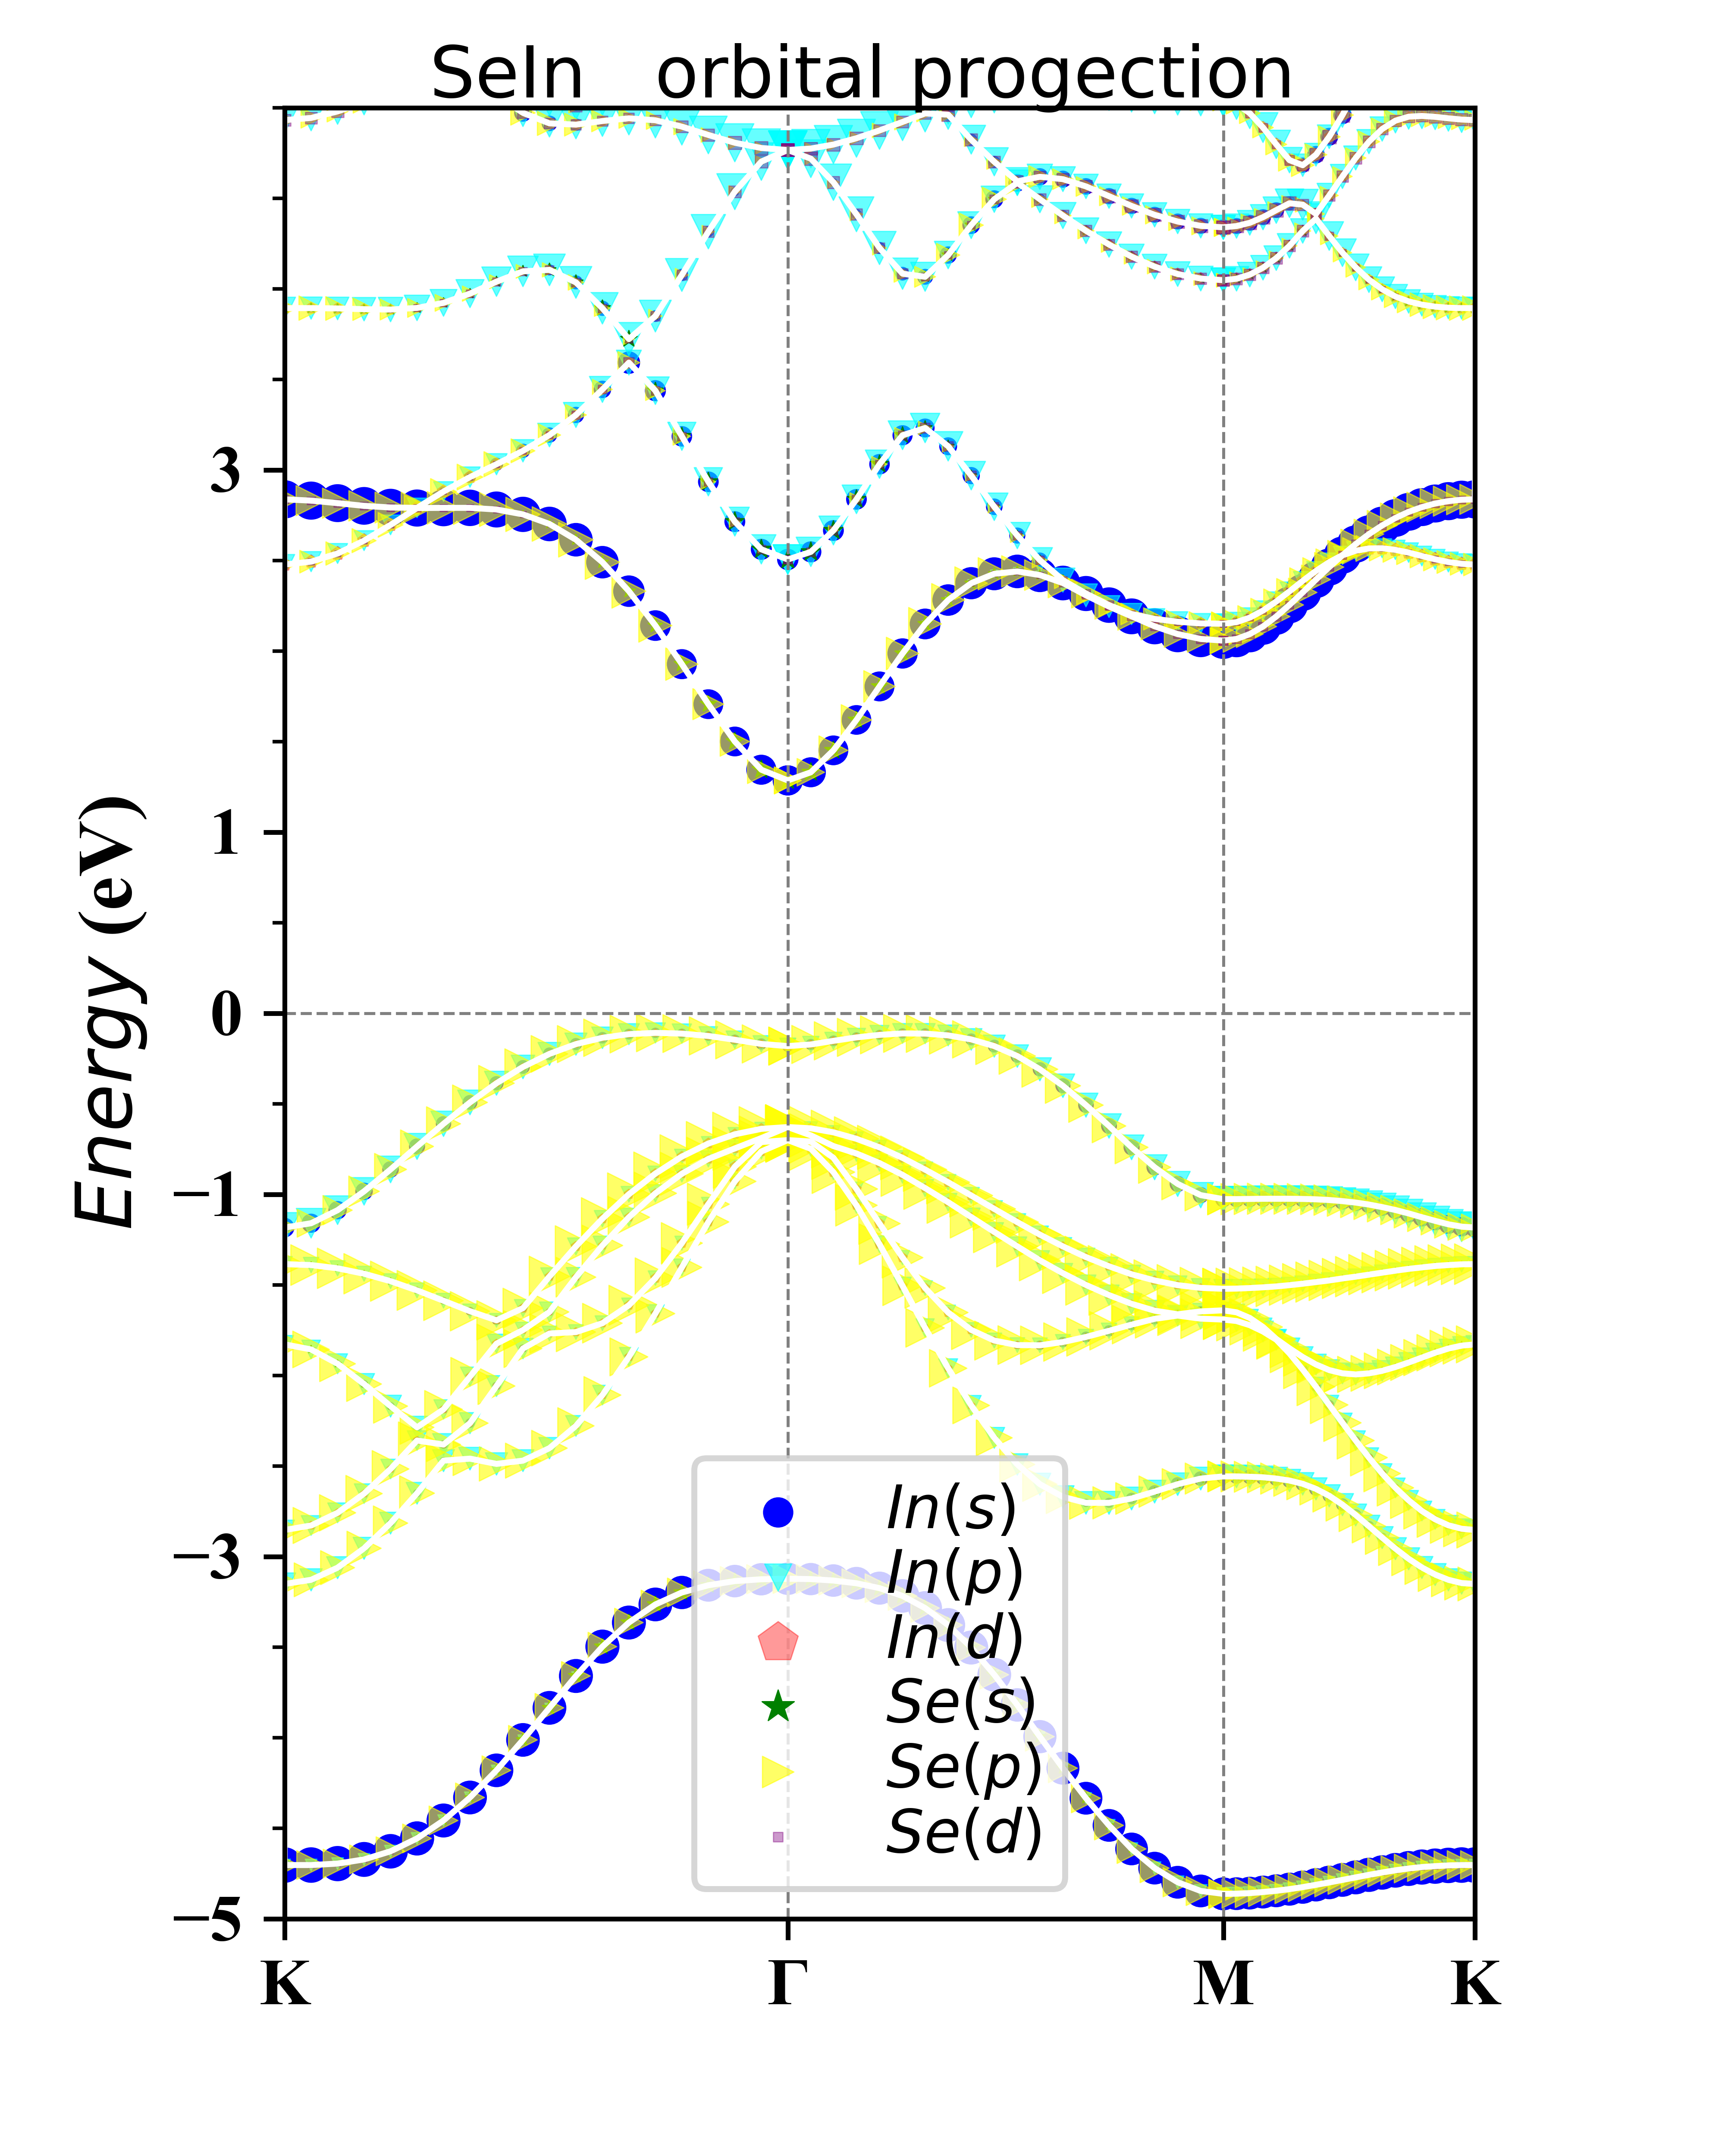 SeIn orbital progection
Energy (eV)
3
1
0
−1
−3
−5
In(s)
In(p)
In(d)
Se(s)
Se(p)
Se(d)
K Γ M K